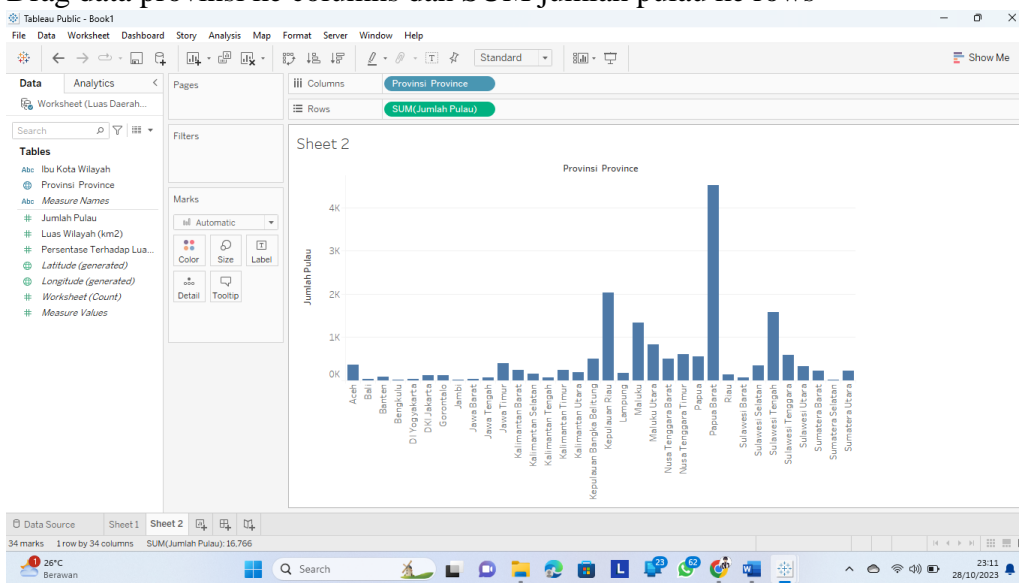 Drag data provinsi ke columns dan SUM jumlah pulau ke rows
Tableau Public - Book1
File Data Worksheet Dashboard Story Analysis Map Format Server Window Help
Standard
Show Me
Data Analytics
Worksheet (Luas Daerah...
Search
Tables
Abc Ibu Kota Wilayah
Provinsi Province
Abc Measure Names
# Jumlah Pulau
# Luas Wilayah (km2)
# Persentase Terhadap Lua...
Latitude (generated)
Longitude (generated)
# Worksheet (Count)
# Measure Values
Pages
Filters
Marks
Automatic
Color Size Label
Detail Tooltip
Columns Provinsi Province
Rows SUM(Jumlah Pulau)
Sheet 2
Provinsi Province
Jumlah Pulau
4K
3K
2K
1K
0K
Aceh
Bali
Banten
Bengkulu
DI Yogyakarta
DKI Jakarta
Gorontalo
Jambi
Jawa Barat
Jawa Tengah
Jawa Timur
Kalimantan Barat
Kalimantan Selatan
Kalimantan Tengah
Kalimantan Timur
Kalimantan Utara
Kepulauan Bangka Belitung
Kepulauan Riau
Lampung
Maluku
Maluku Utara
Nusa Tenggara Barat
Nusa Tenggara Timur
Papua
Papua Barat
Riau
Sulawesi Barat
Sulawesi Selatan
Sulawesi Tengah
Sulawesi Tenggara
Sulawesi Utara
Sumatera Barat
Sumatera Selatan
Sumatera Utara
Data Source Sheet 1 Sheet 2
34 marks 1 row by 34 columns SUM(Jumlah Pulau): 16,766
1
26°C
Berawan
Search
L
23
62
23:11
28/10/2023